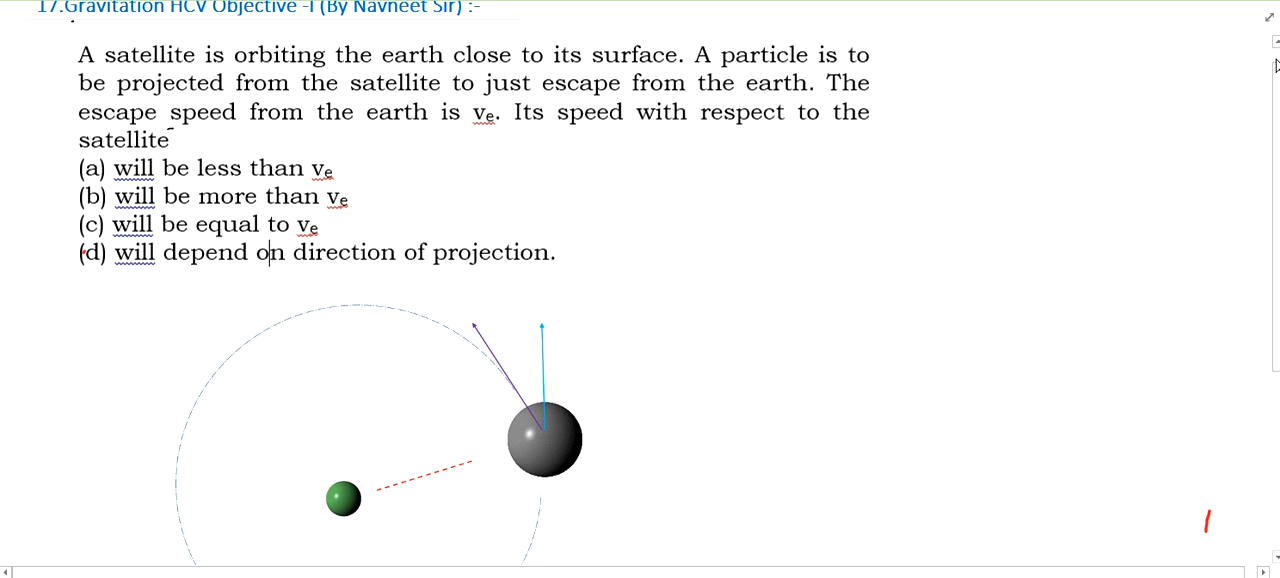 17.Gravitation HCV Objective -I (By Navneet Sir) :-
A satellite is orbiting the earth close to its surface. A particle is to
be projected from the satellite to just escape from the earth. The
escape speed from the earth is vₑ. Its speed with respect to the
satellite
(a) will be less than vₑ
(b) will be more than vₑ
(c) will be equal to vₑ
(d) will depend on direction of projection.